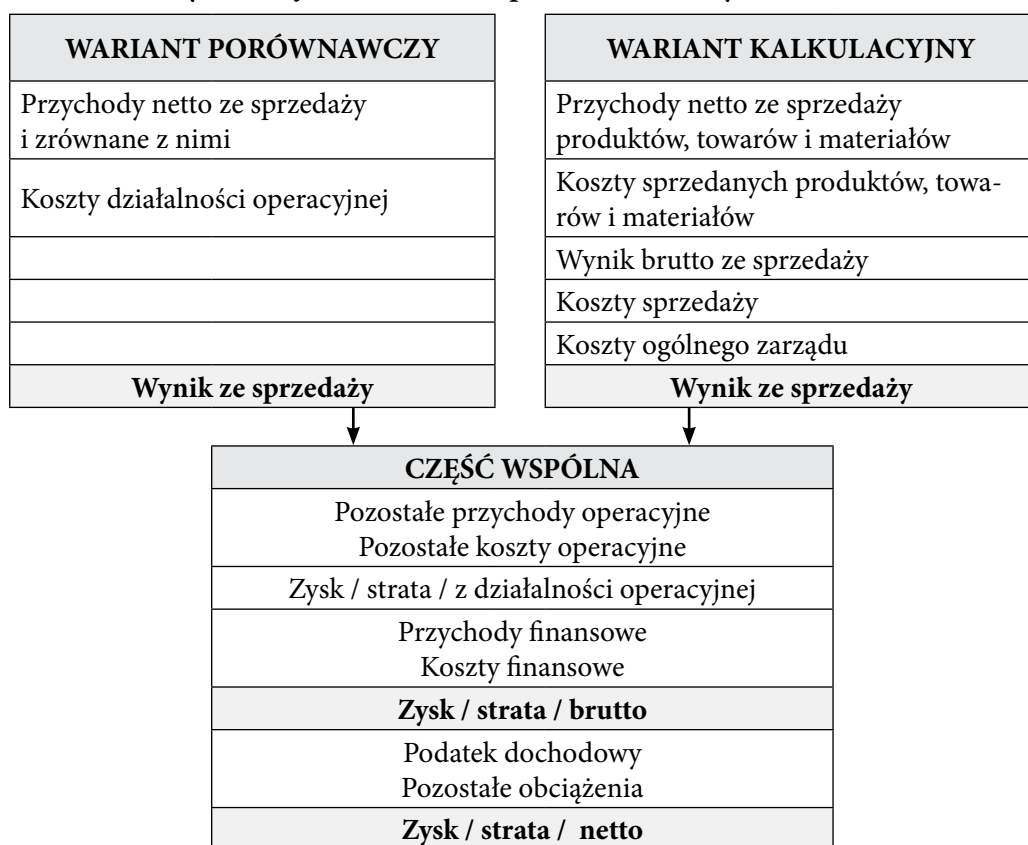 WARIANT PORÓWNAWCZY
Przychody netto ze sprzedaży
i zrównane z nimi
Koszty działalności operacyjnej
Wynik ze sprzedaży
WARIANT KALKULACYJNY
Przychody netto ze sprzedaży
produktów, towarów i materiałów
Koszty sprzedanych produktów, towa-
rów i materiałów
Wynik brutto ze sprzedaży
Koszty sprzedaży
Koszty ogólnego zarządu
Wynik ze sprzedaży
CZĘŚĆ WSPÓLNA
Pozostałe przychody operacyjne
Pozostałe koszty operacyjne
Zysk / strata / z działalności operacyjnej
Przychody finansowe
Koszty finansowe
Zysk / strata / brutto
Podatek dochodowy
Pozostałe obciążenia
Zysk / strata / netto